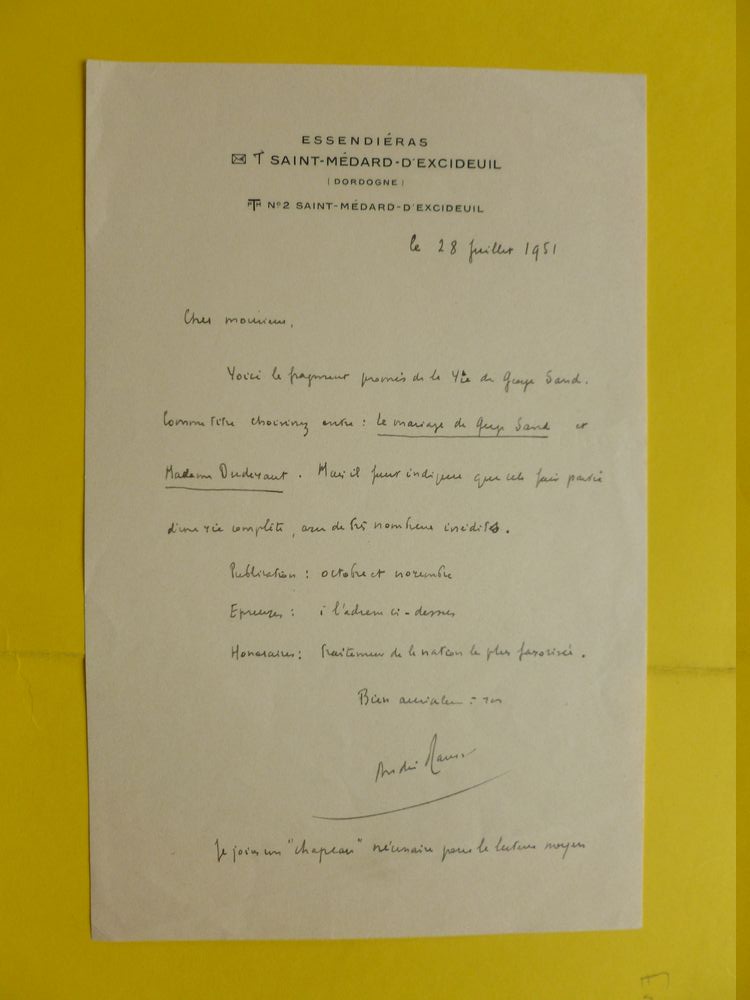 ESSENDIÉRAS
SAINT-MÉDARD-D'EXCIDEUIL
(DORDOGNE)
N° 2 SAINT-MÉDARD-D'EXCIDEUIL
le 28 Juillet 1951
Cher monsieur,
Voici le fragment promis de la Vie de George Sand.
Comme titre choisissez entre : Le mariage de George Sand et
Madame Dudevant. Mais il faut indiquer que cela fait partie
d'une vie complète, avec de très nombreux inédits.
Publication : octobre et novembre
Epreuves : à l'adresse ci-dessus
Honoraires : Traitement de la nation la plus favorisée.
Bien amicalement à vous
André Maurois
Je joins un "chapeau" nécessaire pour le lecteur moyen